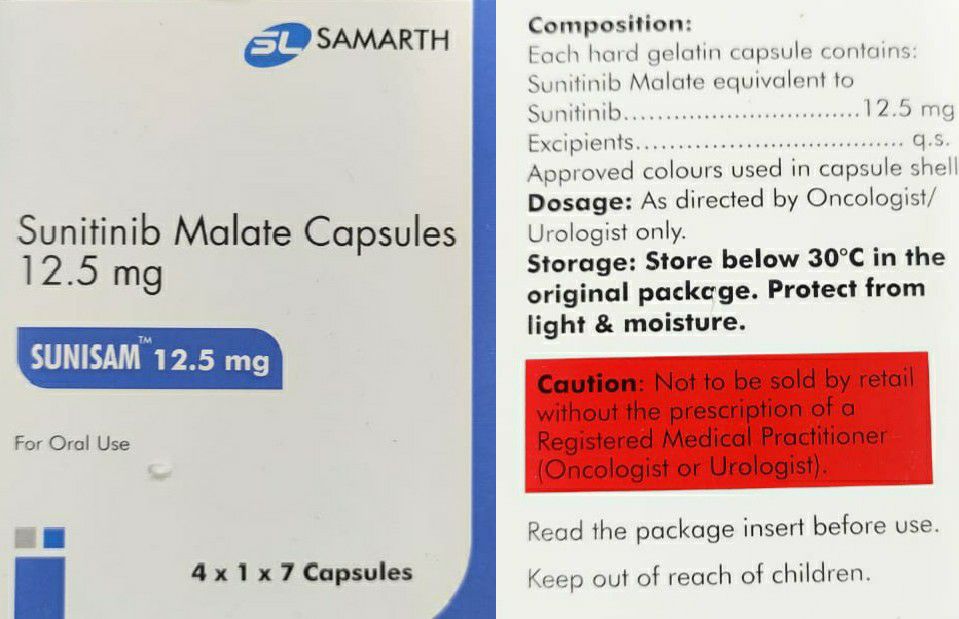 SL SAMARTH
Sunitinib Malate Capsules
12.5 mg
SUNISAM™ 12.5 mg
For Oral Use
4 x 1 x 7 Capsules
Composition:
Each hard gelatin capsule contains:
Sunitinib Malate equivalent to
Sunitinib..............................12.5 mg
Excipients.................................. q.s.
Approved colours used in capsule shell
Dosage: As directed by Oncologist/
Urologist only.
Storage: Store below 30°C in the
original package. Protect from
light & moisture.
Caution: Not to be sold by retail
without the prescription of a
Registered Medical Practitioner
(Oncologist or Urologist).
Read the package insert before use.
Keep out of reach of children.